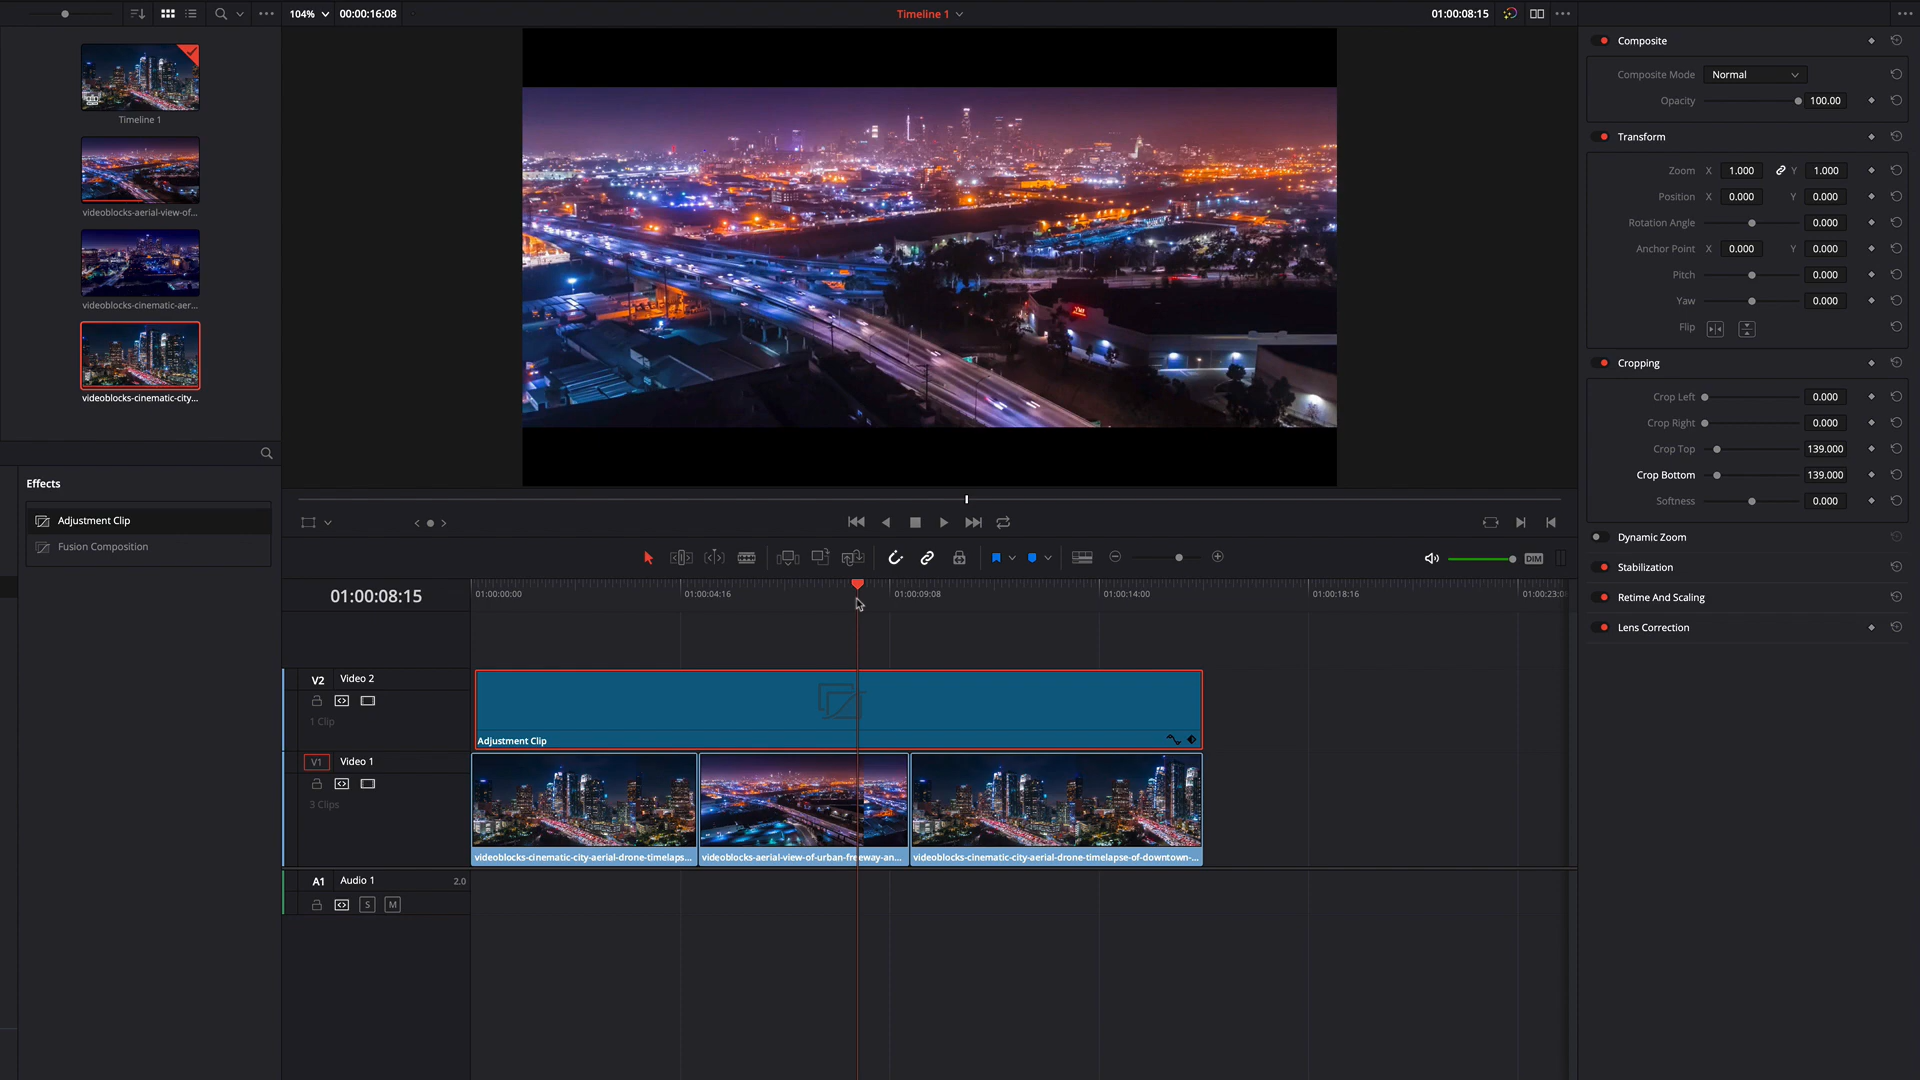 104%
00:00:16:08
Timeline 1
01:00:08:15
Timeline 1
videoblocks-aerial-view-of...
videoblocks-cinematic-aer...
videoblocks-cinematic-city...
Effects
Adjustment Clip
Fusion Composition
Composite
Composite Mode Normal
Opacity 100.00
Transform
Zoom X 1.000 Y 1.000
Position X 0.000 Y 0.000
Rotation Angle 0.000
Anchor Point X 0.000 Y 0.000
Pitch 0.000
Yaw 0.000
Flip
Cropping
Crop Left 0.000
Crop Right 0.000
Crop Top 139.000
Crop Bottom 139.000
Softness 0.000
Dynamic Zoom
Stabilization
Retime And Scaling
Lens Correction
DIM
01:00:08:15
01:00:00:00
01:00:04:16
01:00:09:08
01:00:14:00
01:00:18:16
V2 Video 2
1 Clip
Adjustment Clip
V1 Video 1
3 Clips
videoblocks-cinematic-city-aerial-drone-timelaps...
videoblocks-aerial-view-of-urban-freeway-an...
videoblocks-cinematic-city-aerial-drone-timelapse-of-downtown-...
A1 Audio 1 2.0
S M